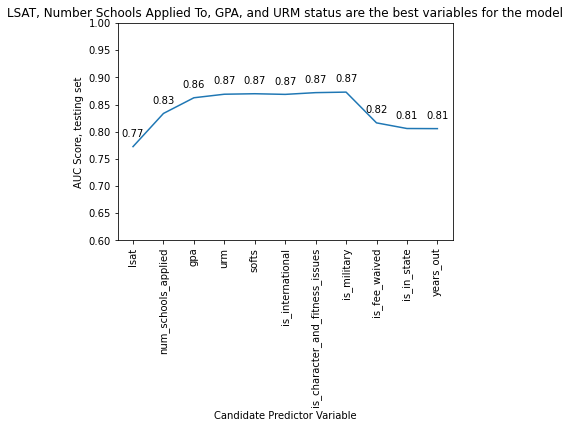 LSAT, Number Schools Applied To, GPA, and URM status are the best variables for the model
1.00
0.95
0.90
0.85
0.80
0.75
0.70
0.65
0.60
AUC Score, testing set
0.77
0.83
0.86
0.87
0.87
0.87
0.87
0.87
0.82
0.81
0.81
lsat
num_schools_applied
gpa
urm
softs
is_international
is_character_and_fitness_issues
is_military
is_fee_waived
is_in_state
years_out
Candidate Predictor Variable